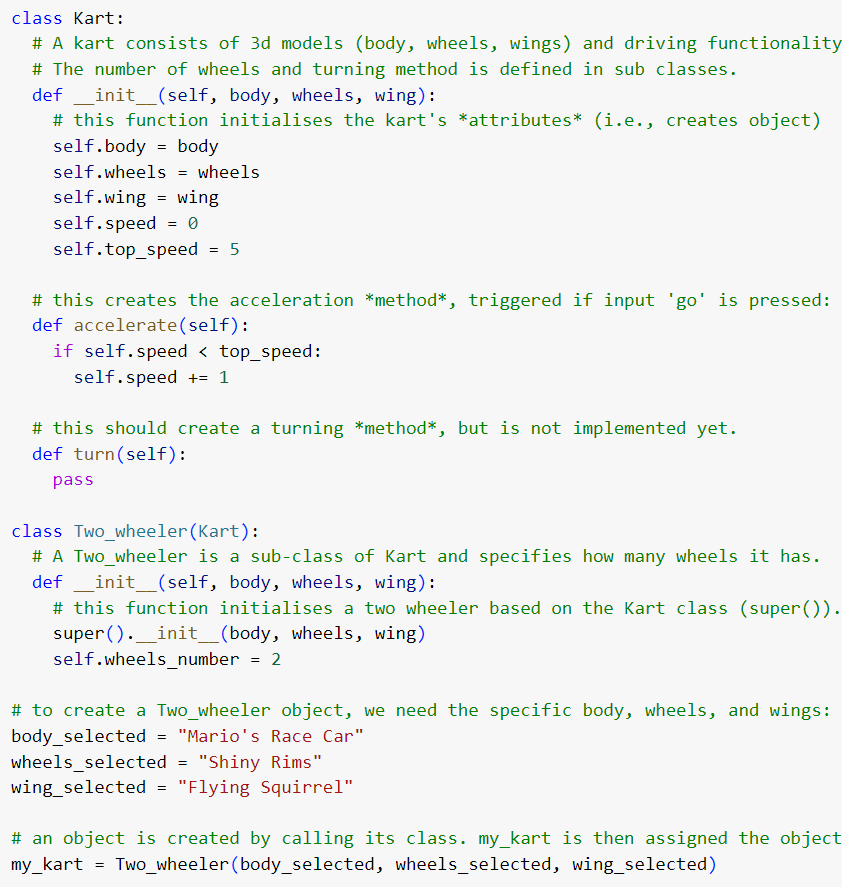 class Kart:
  # A kart consists of 3d models (body, wheels, wings) and driving functionality
  # The number of wheels and turning method is defined in sub classes.
  def __init__(self, body, wheels, wing):
    # this function initialises the kart's *attributes* (i.e., creates object)
    self.body = body
    self.wheels = wheels
    self.wing = wing
    self.speed = 0
    self.top_speed = 5

  # this creates the acceleration *method*, triggered if input 'go' is pressed:
  def accelerate(self):
    if self.speed < top_speed:
      self.speed += 1

  # this should create a turning *method*, but is not implemented yet.
  def turn(self):
    pass

class Two_wheeler(Kart):
  # A Two_wheeler is a sub-class of Kart and specifies how many wheels it has.
  def __init__(self, body, wheels, wing):
    # this function initialises a two wheeler based on the Kart class (super()).
    super().__init__(body, wheels, wing)
    self.wheels_number = 2

# to create a Two_wheeler object, we need the specific body, wheels, and wings:
body_selected = "Mario's Race Car"
wheels_selected = "Shiny Rims"
wing_selected = "Flying Squirrel"

# an object is created by calling its class. my_kart is then assigned the object
my_kart = Two_wheeler(body_selected, wheels_selected, wing_selected)